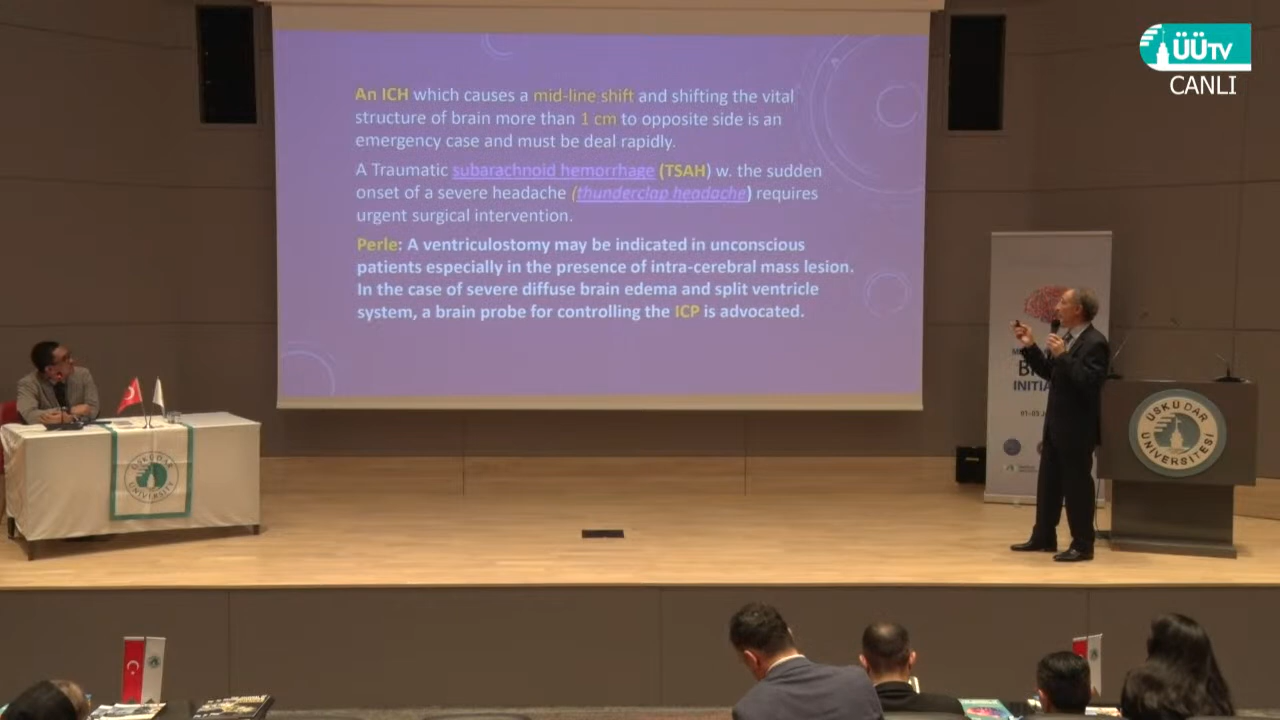 ÜÜTV
CANLI
An ICH which causes a mid-line shift and shifting the vital
structure of brain more than 1 cm to opposite side is an
emergency case and must be deal rapidly.
A Traumatic subarachnoid hemorrhage (TSAH) w. the sudden
onset of a severe headache (thunderclap headache) requires
urgent surgical intervention.
Perle: A ventriculostomy may be indicated in unconscious
patients especially in the presence of intra-cerebral mass lesion.
In the case of severe diffuse brain edema and split ventricle
system, a brain probe for controlling the ICP is advocated.
ÜSKÜDAR
ÜNİVERSİTESİ
ÜSKÜDAR
UNIVERSITY